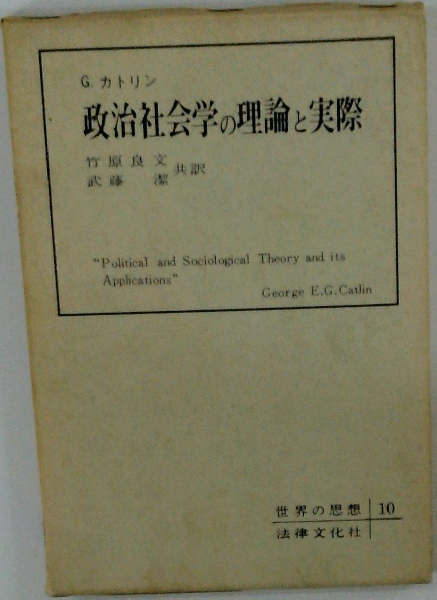 G. カトリン
政治社会学の理論と実際
竹原良文
武藤 潔 共訳
“Political and Sociological Theory and its
Applications”
George E.G.Catlin
世界の思想 10
法律文化社